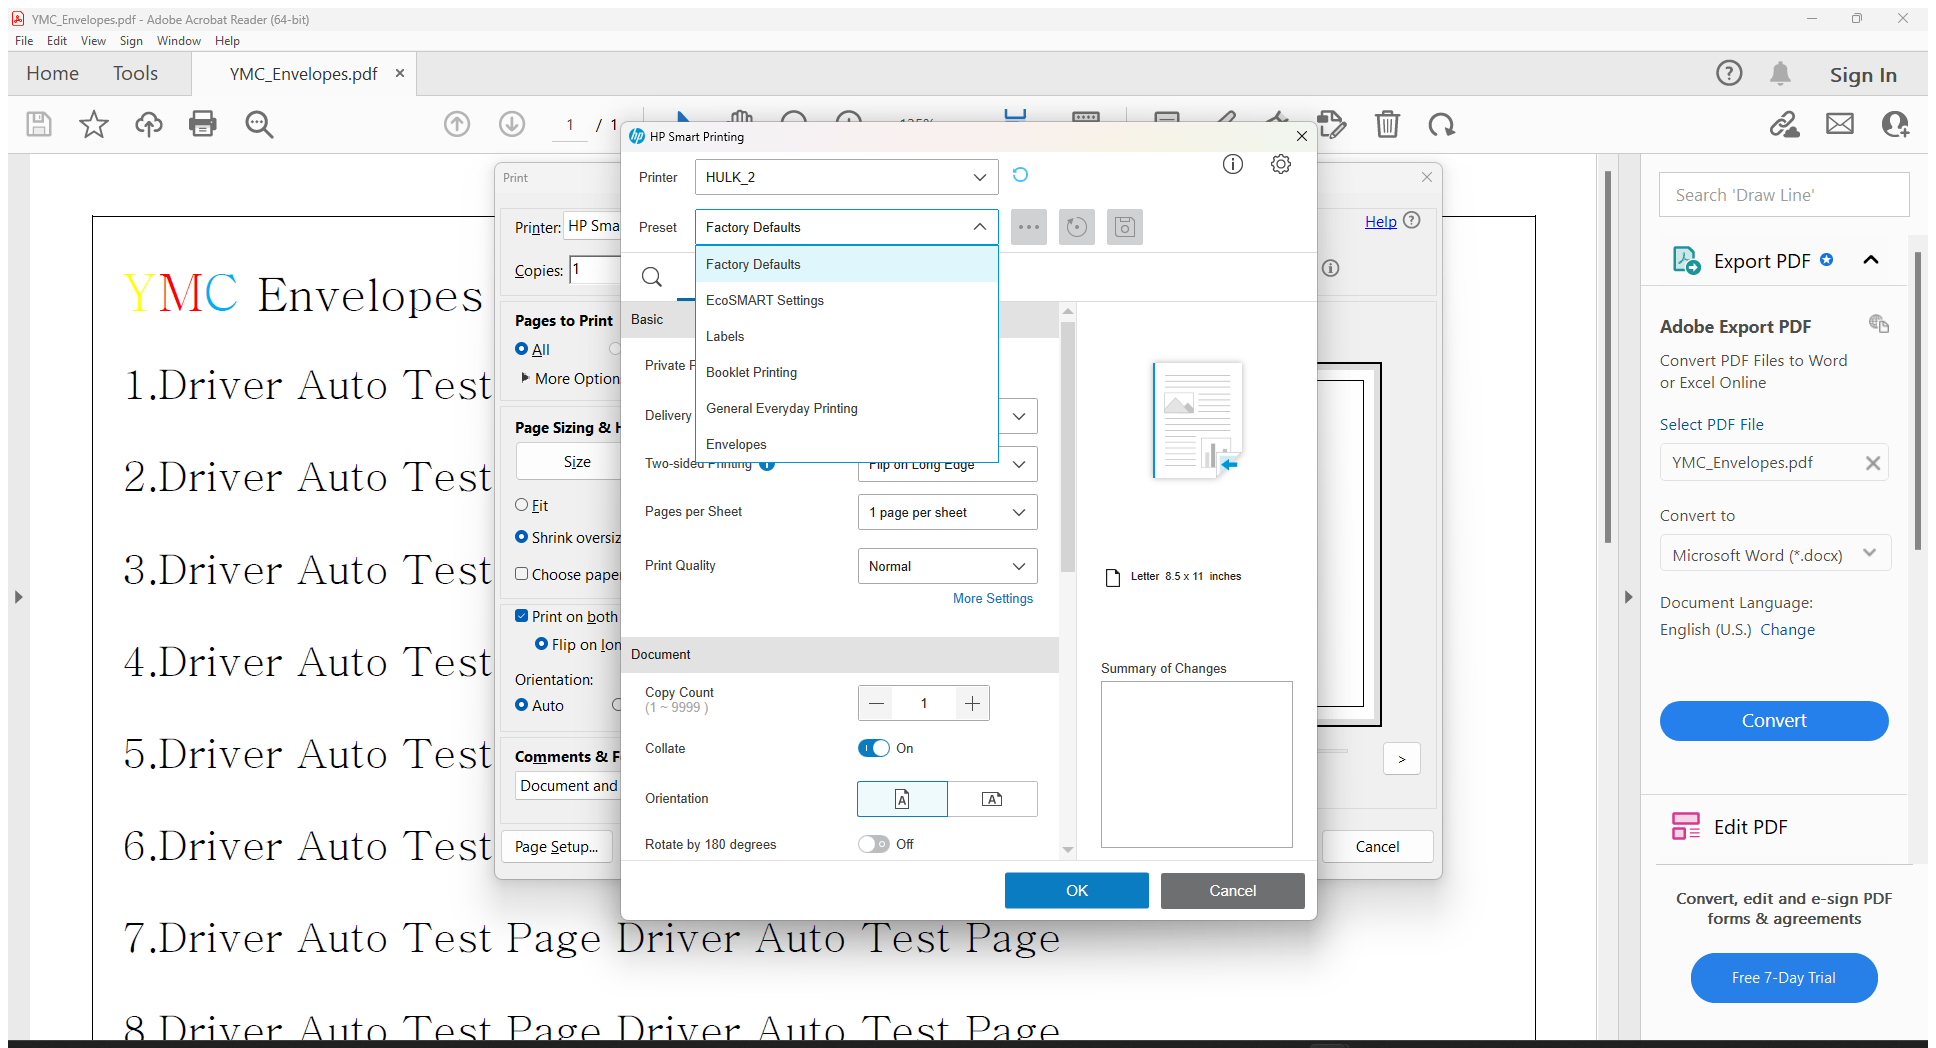 YMC_Envelopes.pdf - Adobe Acrobat Reader (64-bit)
File Edit View Sign Window Help
Home Tools YMC_Envelopes.pdf Sign In
1 / 1
HP Smart Printing
Printer HULK_2
Preset Factory Defaults
Factory Defaults
EcoSMART Settings
Labels
Booklet Printing
General Everyday Printing
Envelopes
Basic
Private
Delivery
Two-sided Printing Flip on Long Edge
Pages per Sheet 1 page per sheet
Print Quality Normal
More Settings
Document
Copy Count
(1 ~ 9999 )
1
Collate On
Orientation
Rotate by 180 degrees Off
Letter 8.5 x 11 inches
Summary of Changes
OK Cancel
Print
Printer: HP Sma
Copies: 1
Help
Pages to Print
All
More Option
Page Sizing & H
Size
Fit
Shrink oversiz
Choose pape
Print on both
Flip on lon
Orientation:
Auto
Comments & F
Document and
Page Setup...
>
Cancel
YMC Envelopes
1.Driver Auto Test
2.Driver Auto Test
3.Driver Auto Test
4.Driver Auto Test
5.Driver Auto Test
6.Driver Auto Test
7.Driver Auto Test Page Driver Auto Test Page
8.Driver Auto Test Page Driver Auto Test Page
Search 'Draw Line'
Export PDF
Adobe Export PDF
Convert PDF Files to Word
or Excel Online
Select PDF File
YMC_Envelopes.pdf
Convert to
Microsoft Word (*.docx)
Document Language:
English (U.S.) Change
Convert
Edit PDF
Convert, edit and e-sign PDF
forms & agreements
Free 7-Day Trial